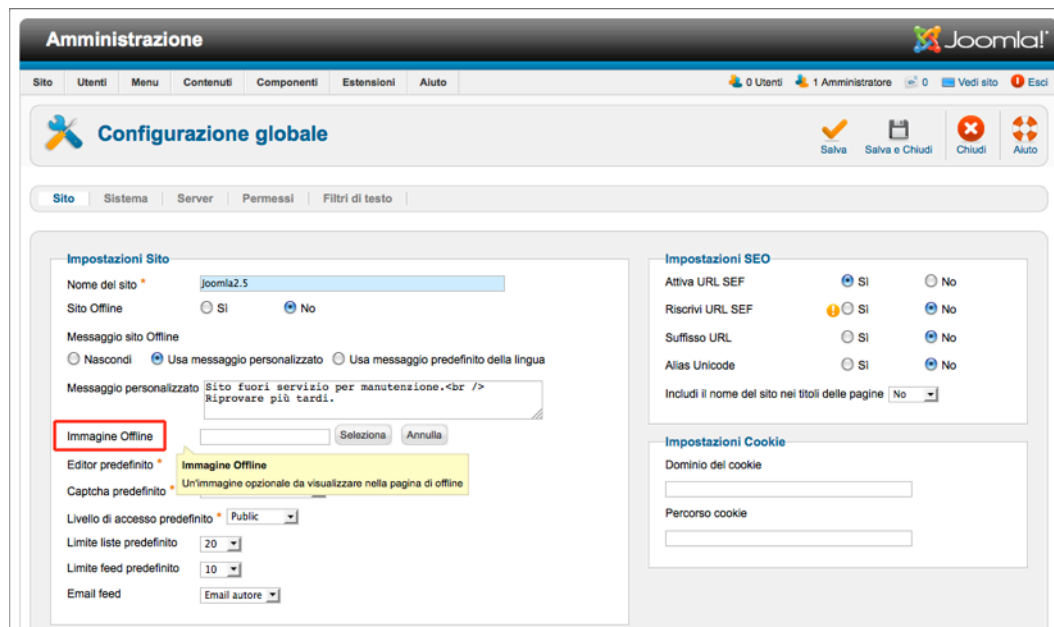 Amministrazione
Joomla!
Sito Utenti Menu Contenuti Componenti Estensioni Aiuto 0 Utenti 1 Amministratore 0 Vedi sito Esci
Configurazione globale
Salva Salva e Chiudi Chiudi Aiuto
Sito Sistema Server Permessi Filtri di testo
Impostazioni Sito
Nome del sito * Joomla2.5
Sito Offline Sì No
Messaggio sito Offline
Nascondi Usa messaggio personalizzato Usa messaggio predefinito della lingua
Messaggio personalizzato Sito fuori servizio per manutenzione.<br />
Riprovare più tardi.
Immagine Offline Seleziona Annulla
Editor predefinito *
Immagine Offline
Un'immagine opzionale da visualizzare nella pagina di offline
Captcha predefinito *
Livello di accesso predefinito * Public
Limite liste predefinito 20
Limite feed predefinito 10
Email feed Email autore
Impostazioni SEO
Attiva URL SEF Sì No
Riscrivi URL SEF Sì No
Suffisso URL Sì No
Alias Unicode Sì No
Includi il nome del sito nei titoli delle pagine No
Impostazioni Cookie
Dominio del cookie
Percorso cookie